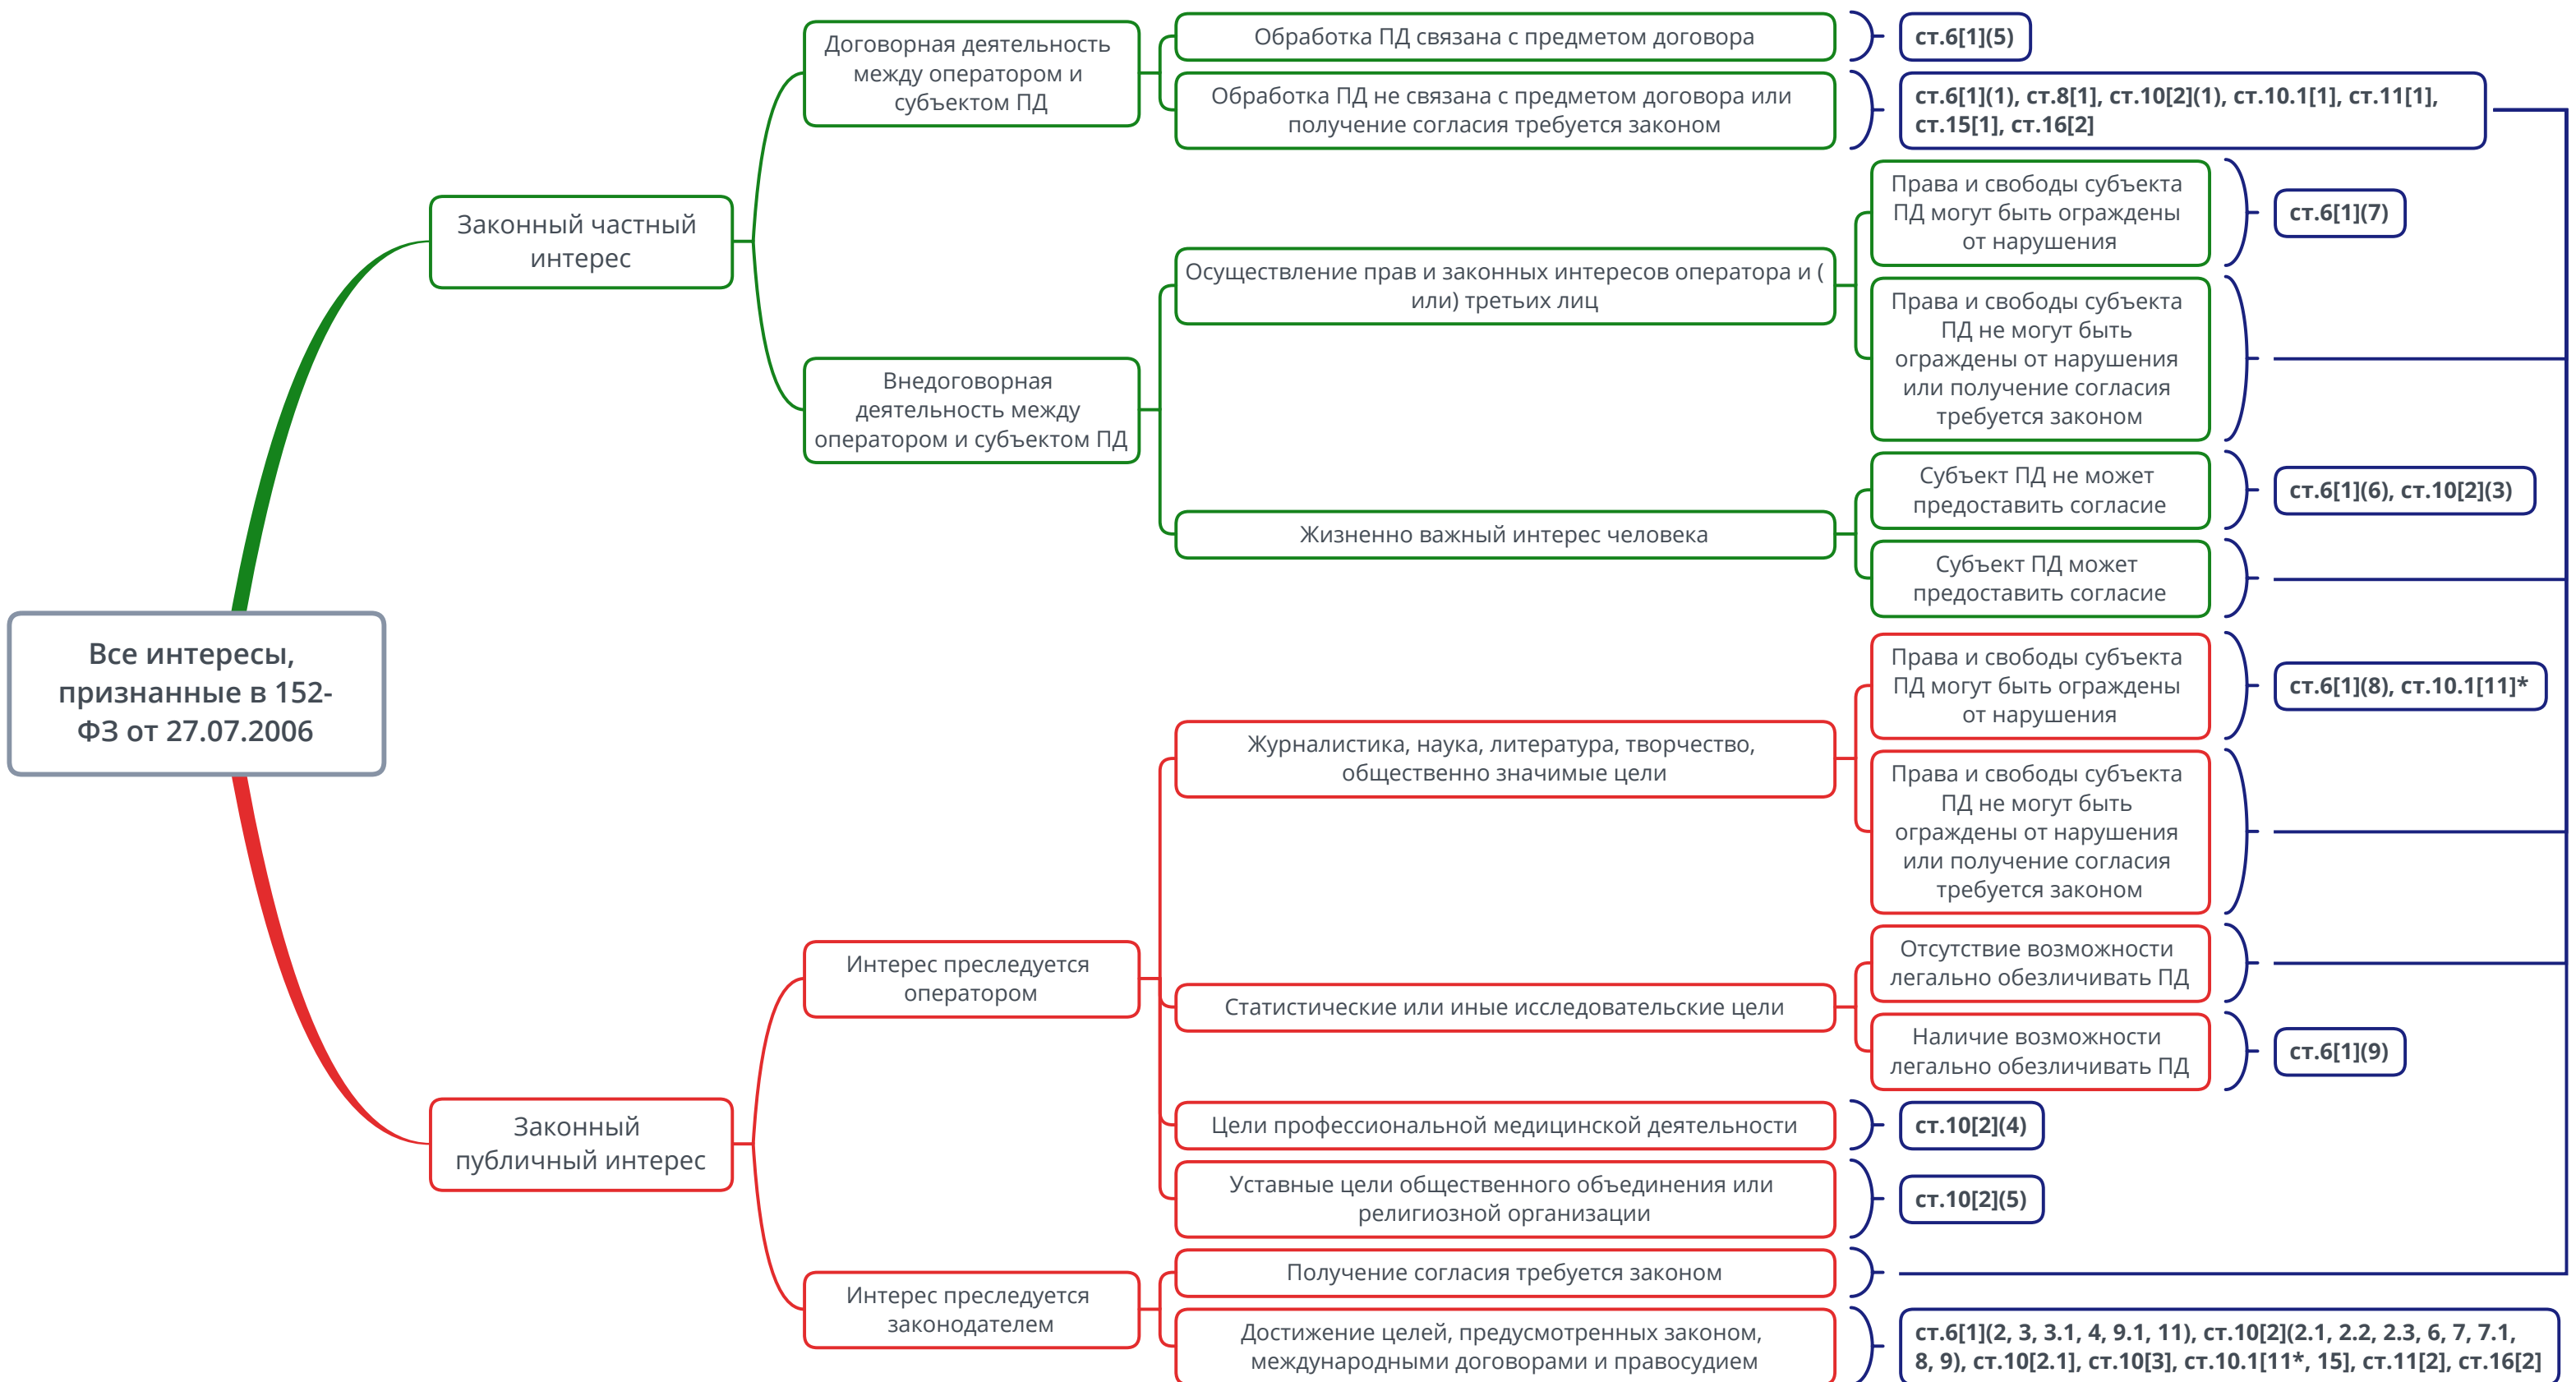 Все интересы,
признанные в 152-
ФЗ от 27.07.2006
Законный частный
интерес
Договорная деятельность
между оператором и
субъектом ПД
Обработка ПД связана с предметом договора
ст.6[1](5)
Обработка ПД не связана с предметом договора или
получение согласия требуется законом
ст.6[1](1), ст.8[1], ст.10[2](1), ст.10.1[1], ст.11[1],
ст.15[1], ст.16[2]
Внедоговорная
деятельность между
оператором и субъектом ПД
Осуществление прав и законных интересов оператора и (
или) третьих лиц
Права и свободы субъекта
ПД могут быть ограждены
от нарушения
ст.6[1](7)
Права и свободы субъекта
ПД не могут быть
ограждены от нарушения
или получение согласия
требуется законом
Жизненно важный интерес человека
Субъект ПД не может
предоставить согласие
ст.6[1](6), ст.10[2](3)
Субъект ПД может
предоставить согласие
Законный
публичный интерес
Интерес преследуется
оператором
Журналистика, наука, литература, творчество,
общественно значимые цели
Права и свободы субъекта
ПД могут быть ограждены
от нарушения
ст.6[1](8), ст.10.1[11]*
Права и свободы субъекта
ПД не могут быть
ограждены от нарушения
или получение согласия
требуется законом
Статистические или иные исследовательские цели
Отсутствие возможности
легально обезличивать ПД
Наличие возможности
легально обезличивать ПД
ст.6[1](9)
Цели профессиональной медицинской деятельности
ст.10[2](4)
Уставные цели общественного объединения или
религиозной организации
ст.10[2](5)
Интерес преследуется
законодателем
Получение согласия требуется законом
Достижение целей, предусмотренных законом,
международными договорами и правосудием
ст.6[1](2, 3, 3.1, 4, 9.1, 11), ст.10[2](2.1, 2.2, 2.3, 6, 7, 7.1,
8, 9), ст.10[2.1], ст.10[3], ст.10.1[11*, 15], ст.11[2], ст.16[2]